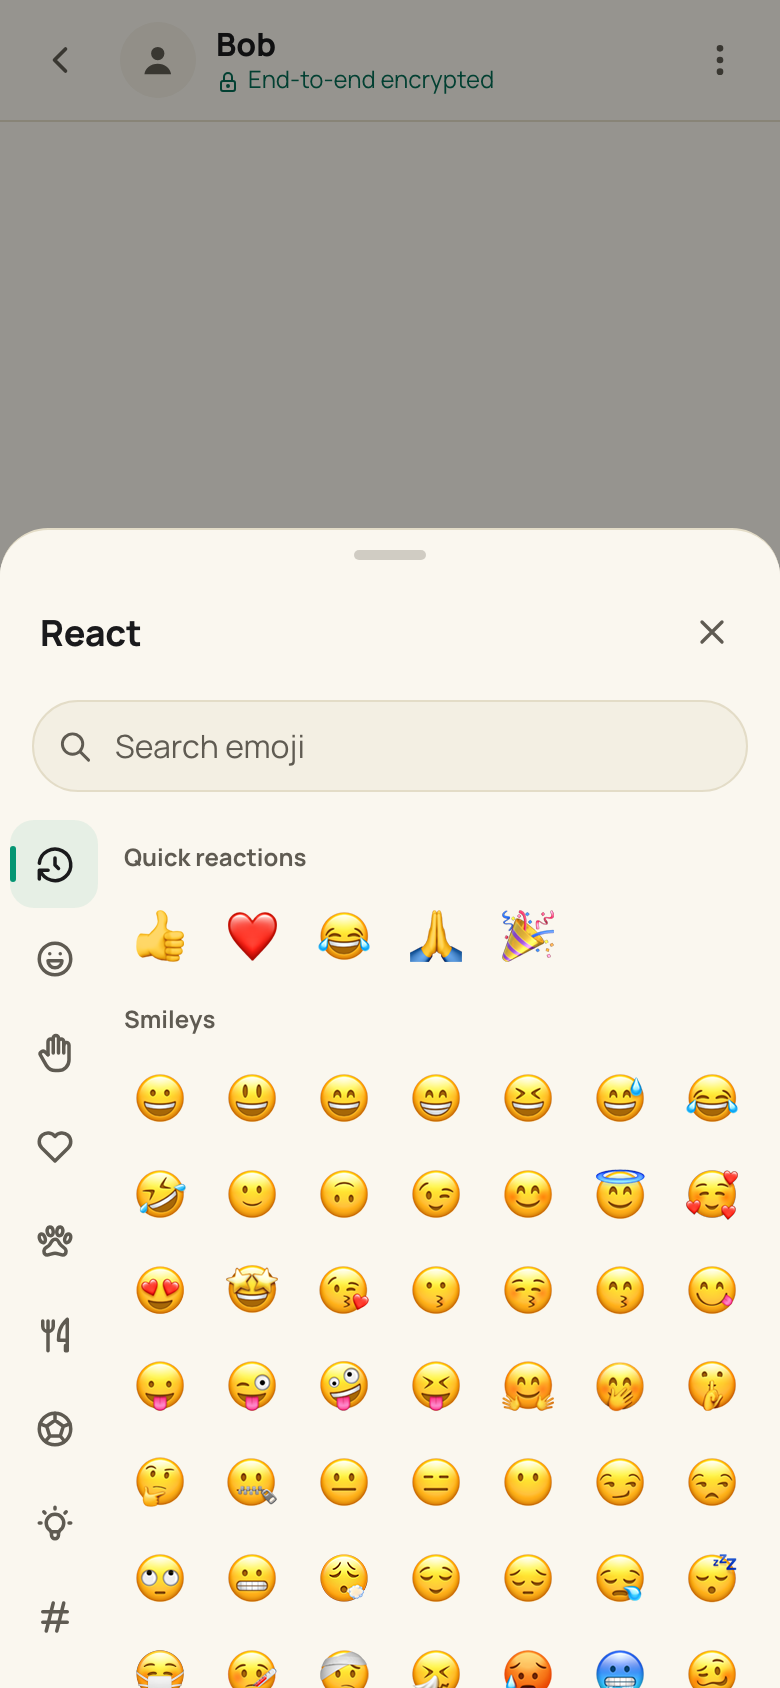 Bob
End-to-end encrypted
React
Search emoji
Quick reactions
Smileys